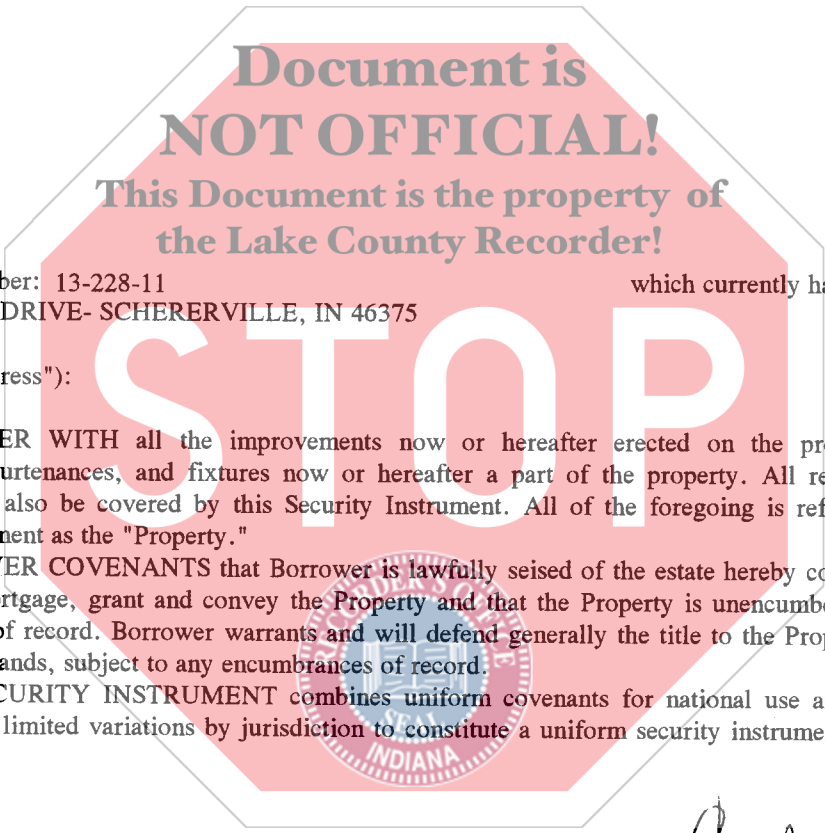 Document is
NOT OFFICIAL!
This Document is the property of
the Lake County Recorder!
ber: 13-228-11 which currently ha
DRIVE- SCHERERVILLE, IN 46375
STOP
ress"):
ER WITH all the improvements now or hereafter erected on the pr
urtenances, and fixtures now or hereafter a part of the property. All re
also be covered by this Security Instrument. All of the foregoing is ref
nent as the "Property."
ER COVENANTS that Borrower is lawfully seised of the estate hereby co
rtgage, grant and convey the Property and that the Property is unencumb
of record. Borrower warrants and will defend generally the title to the Prop
ands, subject to any encumbrances of record.
CURITY INSTRUMENT combines uniform covenants for national use a
limited variations by jurisdiction to constitute a uniform security instrume
RECORDER'S OFFICE
SEAL
INDIANA